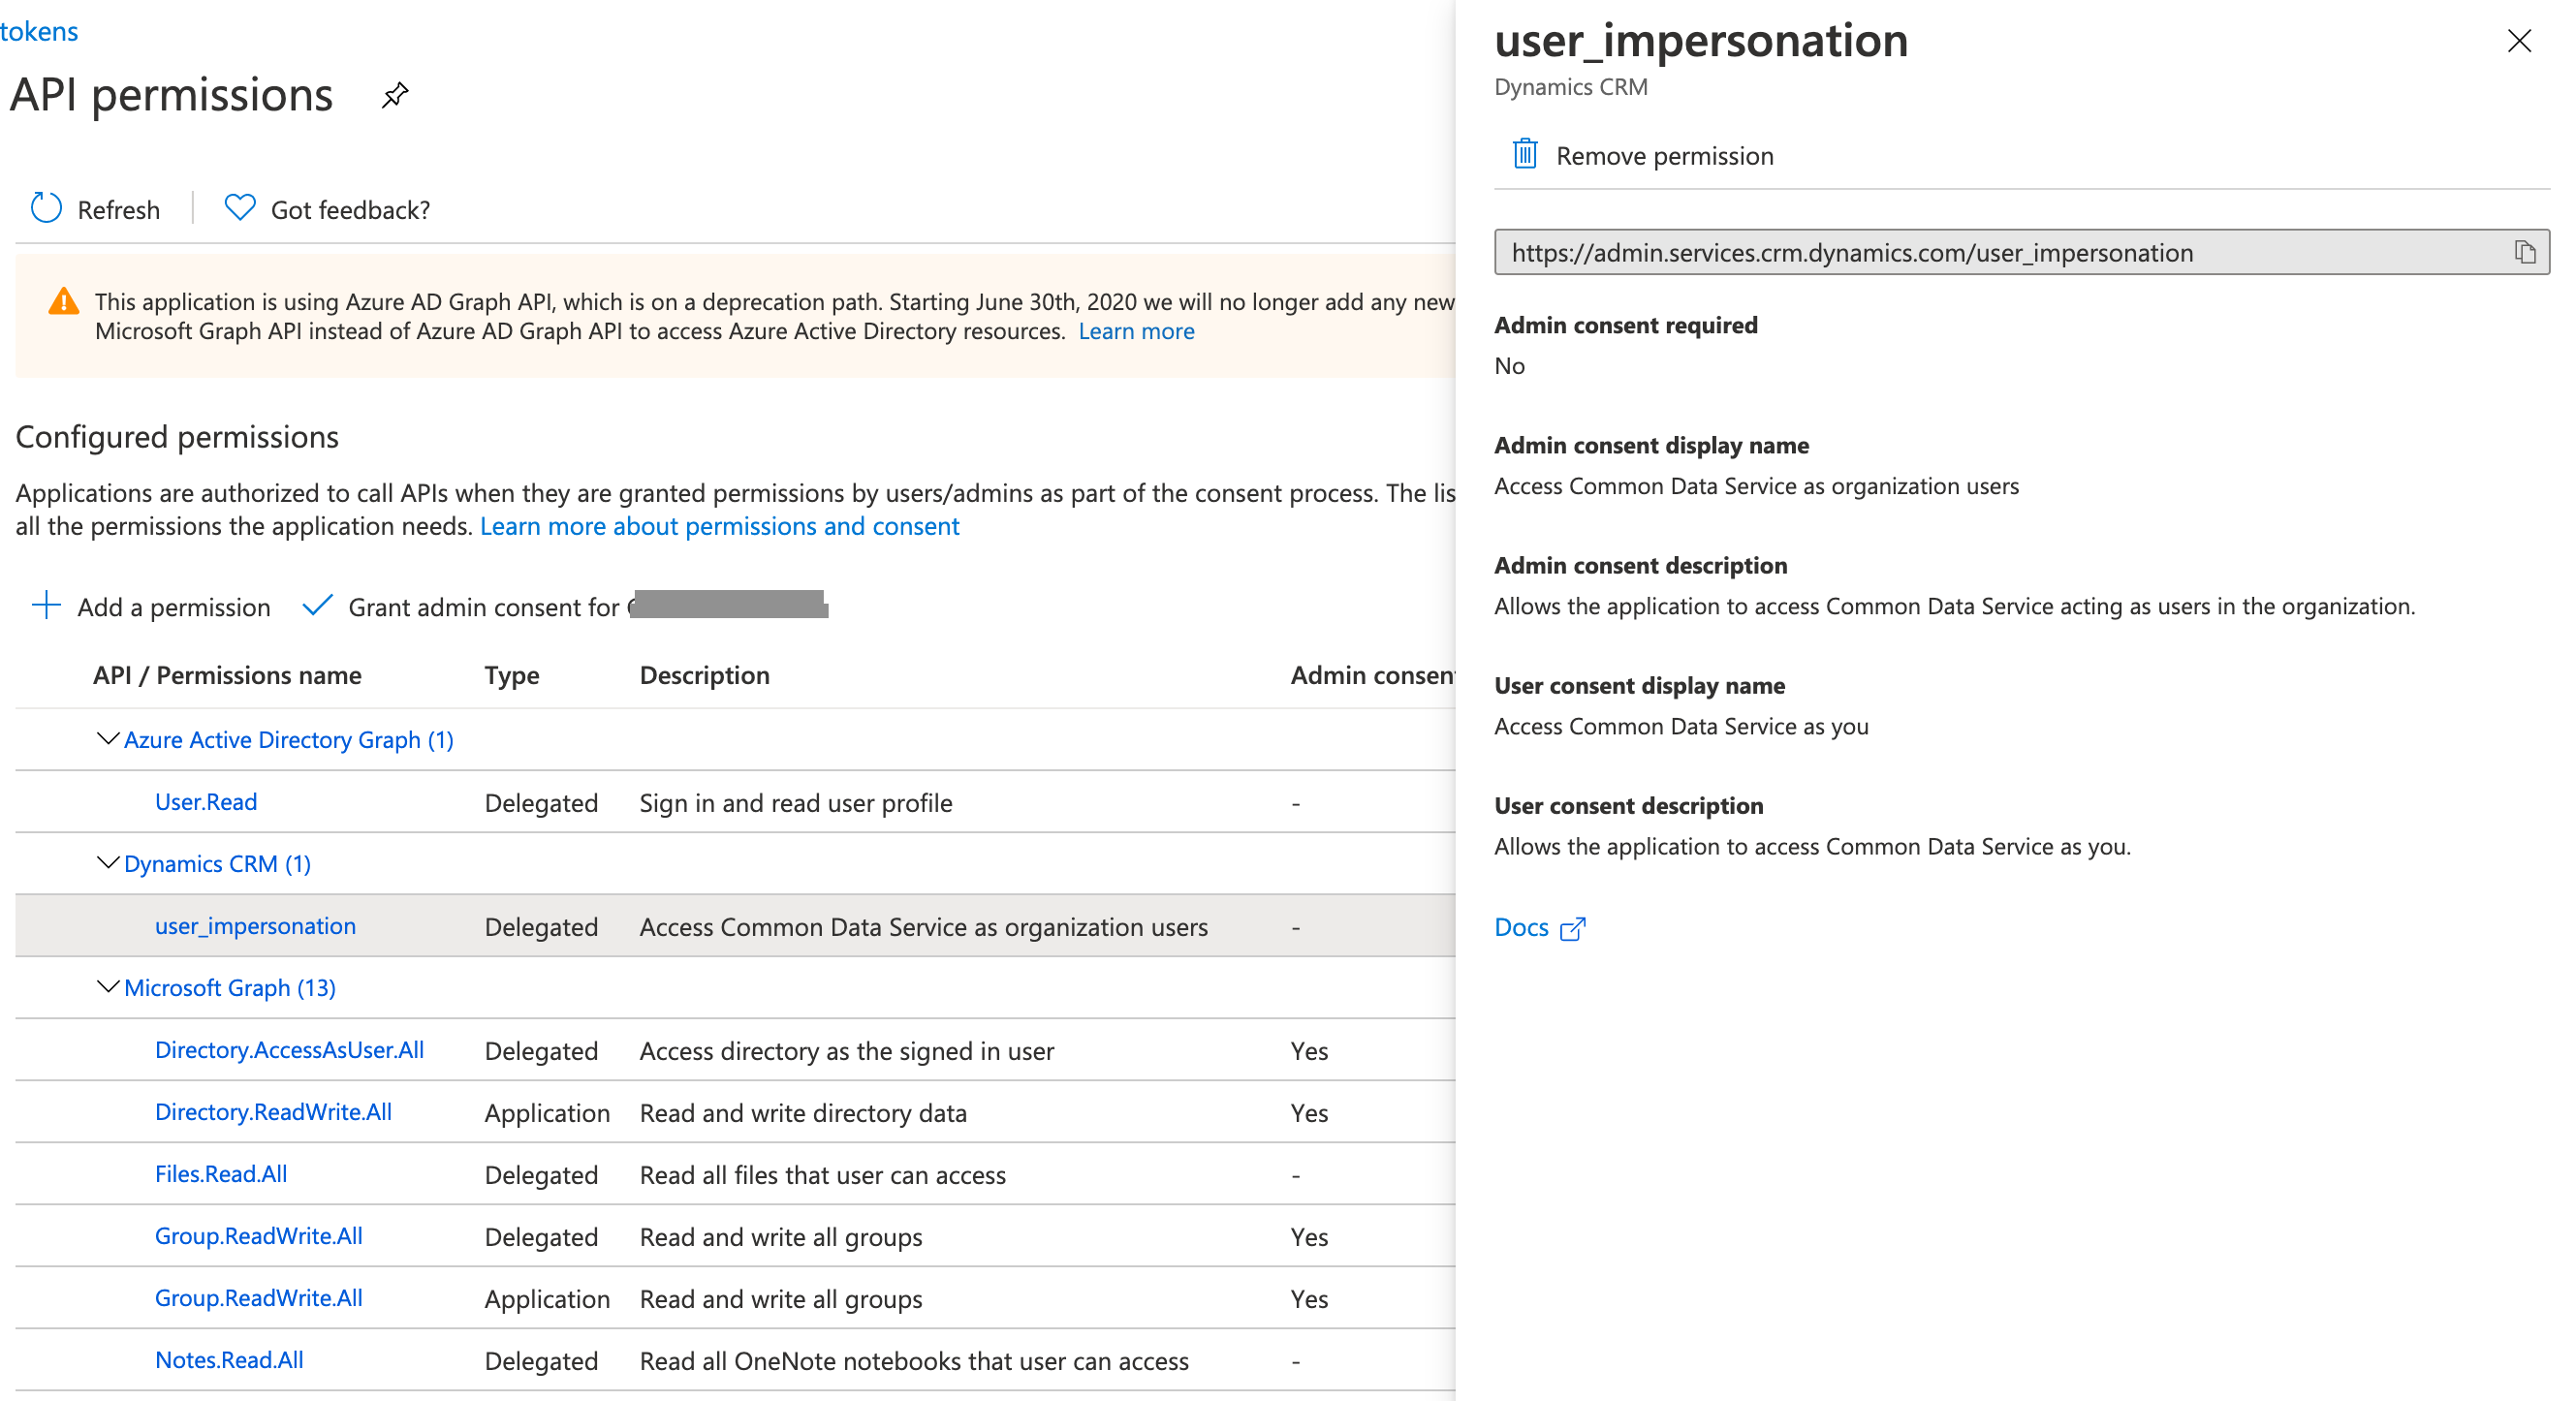 tokens
API permissions
Refresh
Got feedback?
This application is using Azure AD Graph API, which is on a deprecation path. Starting June 30th, 2020 we will no longer add any new
Microsoft Graph API instead of Azure AD Graph API to access Azure Active Directory resources. Learn more
Configured permissions
Applications are authorized to call APIs when they are granted permissions by users/admins as part of the consent process. The lis
all the permissions the application needs. Learn more about permissions and consent
Add a permission
Grant admin consent for
API / Permissions name Type Description Admin consent
Azure Active Directory Graph (1)
User.Read Delegated Sign in and read user profile -
Dynamics CRM (1)
user_impersonation Delegated Access Common Data Service as organization users -
Microsoft Graph (13)
Directory.AccessAsUser.All Delegated Access directory as the signed in user Yes
Directory.ReadWrite.All Application Read and write directory data Yes
Files.Read.All Delegated Read all files that user can access -
Group.ReadWrite.All Delegated Read and write all groups Yes
Group.ReadWrite.All Application Read and write all groups Yes
Notes.Read.All Delegated Read all OneNote notebooks that user can access -
user_impersonation
Dynamics CRM
Remove permission
https://admin.services.crm.dynamics.com/user_impersonation
Admin consent required
No
Admin consent display name
Access Common Data Service as organization users
Admin consent description
Allows the application to access Common Data Service acting as users in the organization.
User consent display name
Access Common Data Service as you
User consent description
Allows the application to access Common Data Service as you.
Docs